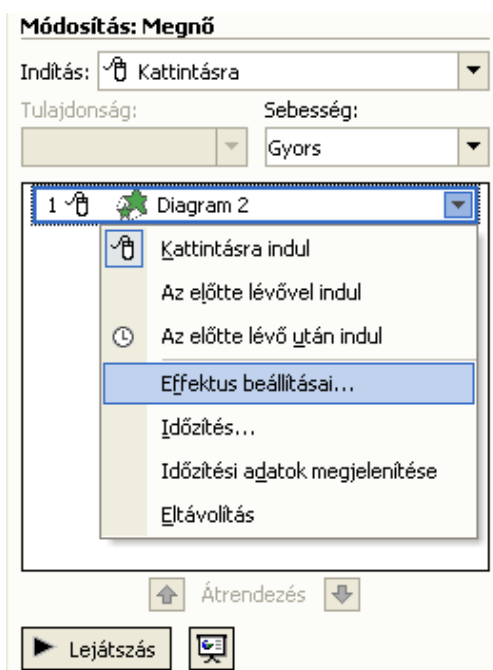 Módosítás: Megnő
Indítás: Kattintásra
Tulajdonság: Sebesség:
Gyors
1 Diagram 2
Kattintásra indul
Az előtte lévővel indul
Az előtte lévő után indul
Effektus beállításai...
Időzítés...
Időzítési adatok megjelenítése
Eltávolítás
Átrendezés
Lejátszás